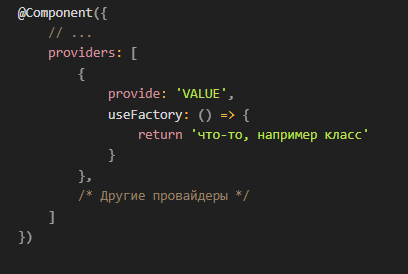 @Component({
// ...
providers: [
{
provide: 'VALUE',
useFactory: () => {
return 'что-то, например класс'
}
},
/* Другие провайдеры */
]
})